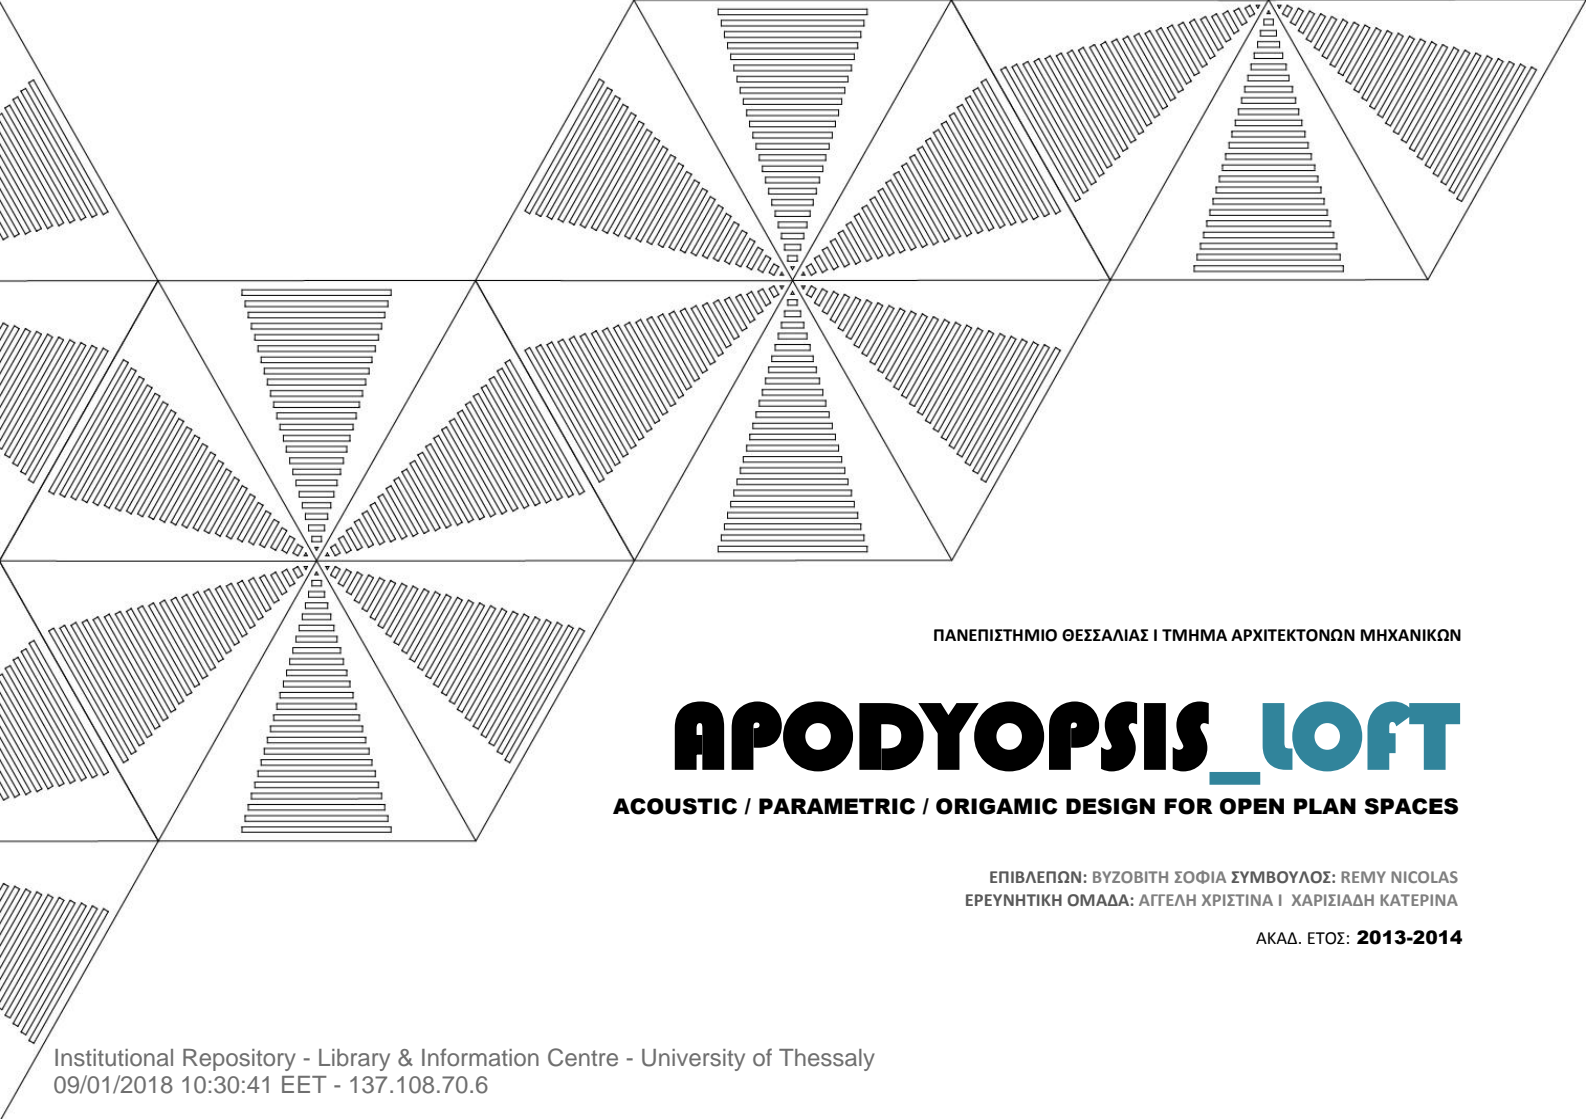 ΠΑΝΕΠΙΣΤΗΜΙΟ ΘΕΣΣΑΛΙΑΣ Ι ΤΜΗΜΑ ΑΡΧΙΤΕΚΤΟΝΩΝ ΜΗΧΑΝΙΚΩΝ
APODYOPSIS_LOFT
ACOUSTIC / PARAMETRIC / ORIGAMIC DESIGN FOR OPEN PLAN SPACES
ΕΠΙΒΛΕΠΩΝ: ΒΥΖΟΒΙΤΗ ΣΟΦΙΑ ΣΥΜΒΟΥΛΟΣ: REMY NICOLAS
ΕΡΕΥΝΗΤΙΚΗ ΟΜΑΔΑ: ΑΓΓΕΛΗ ΧΡΙΣΤΙΝΑ Ι ΧΑΡΙΣΙΑΔΗ ΚΑΤΕΡΙΝΑ
ΑΚΑΔ. ΕΤΟΣ: 2013-2014
Institutional Repository - Library & Information Centre - University of Thessaly
09/01/2018 10:30:41 EET - 137.108.70.6